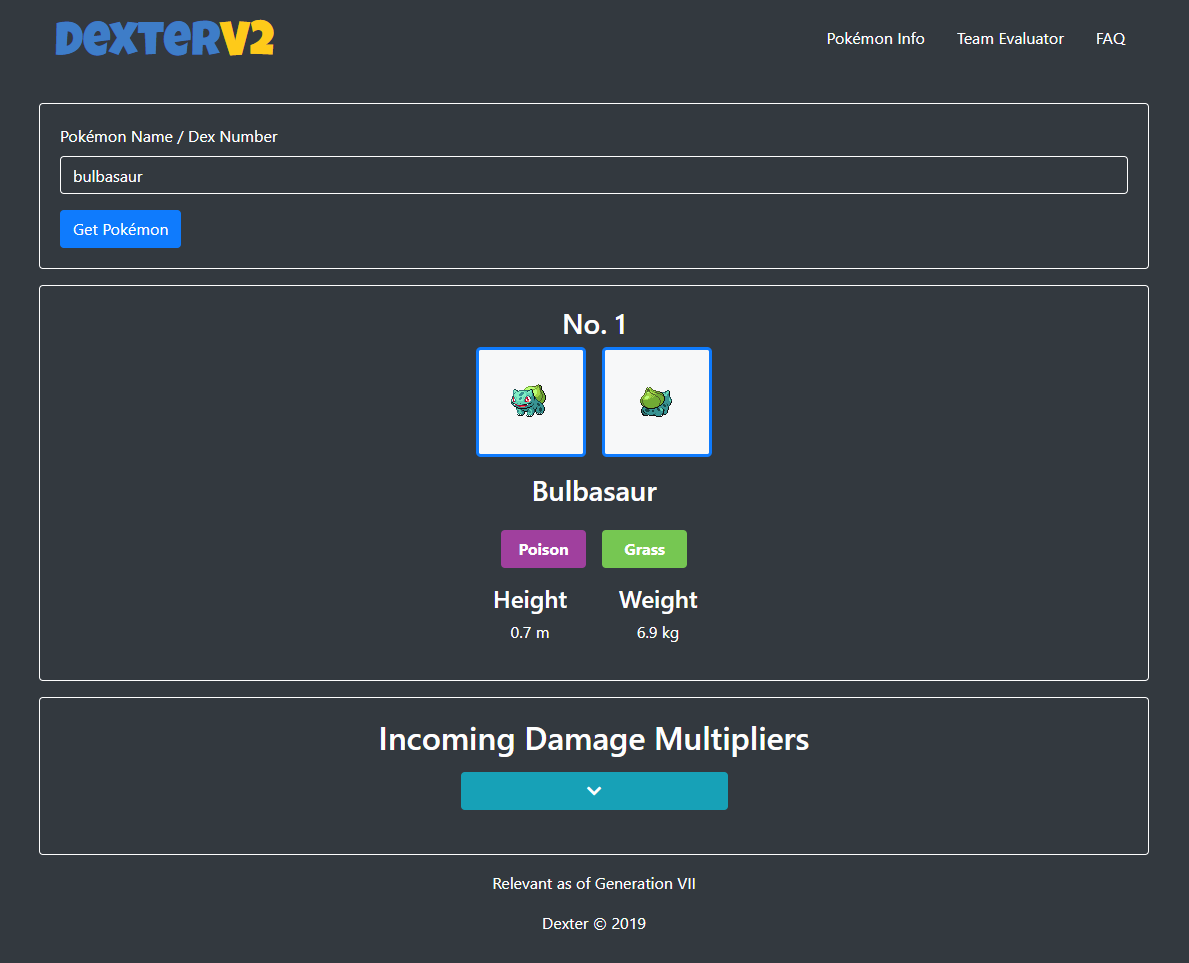 DEXTERV2
Pokémon Info Team Evaluator FAQ
Pokémon Name / Dex Number
bulbasaur
Get Pokémon
No. 1
Bulbasaur
Poison Grass
Height Weight
0.7 m 6.9 kg
Incoming Damage Multipliers
Relevant as of Generation VII
Dexter © 2019